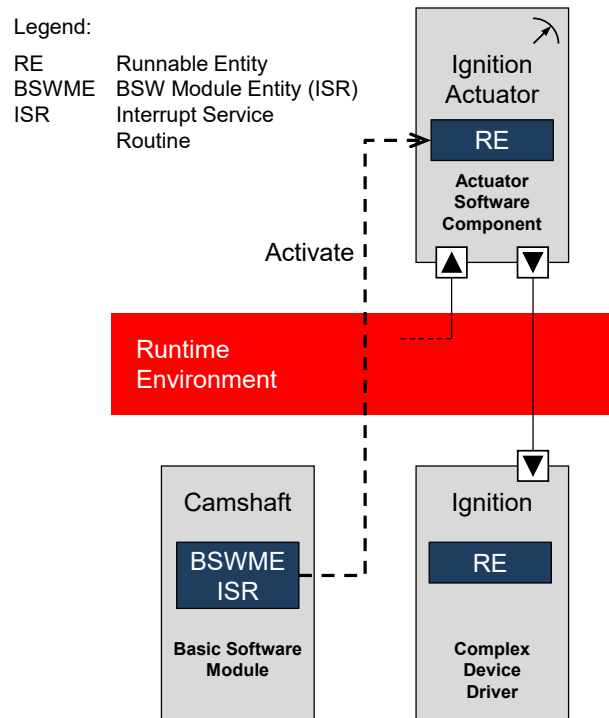 Legend:
RE Runnable Entity
BSWME BSW Module Entity (ISR)
ISR Interrupt Service
Routine
Ignition
Actuator
RE
Actuator
Software
Component
Activate
Runtime
Environment
Camshaft
BSWME
ISR
Basic Software
Module
Ignition
RE
Complex
Device
Driver